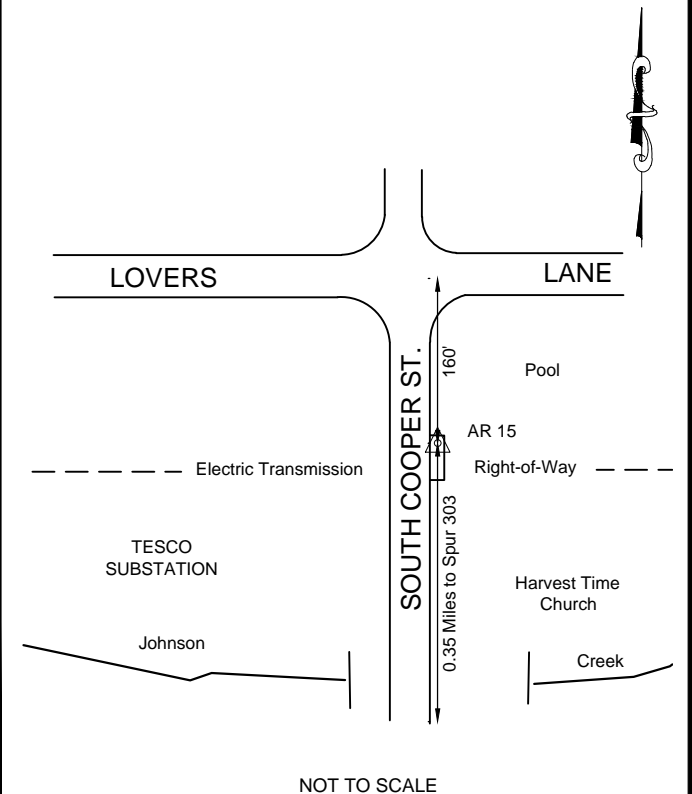 LOVERS LANE
160'
SOUTH COOPER ST.
Pool
AR 15
Electric Transmission Right-of-Way
0.35 Miles to Spur 303
TESCO
SUBSTATION
Harvest Time
Church
Johnson Creek
NOT TO SCALE